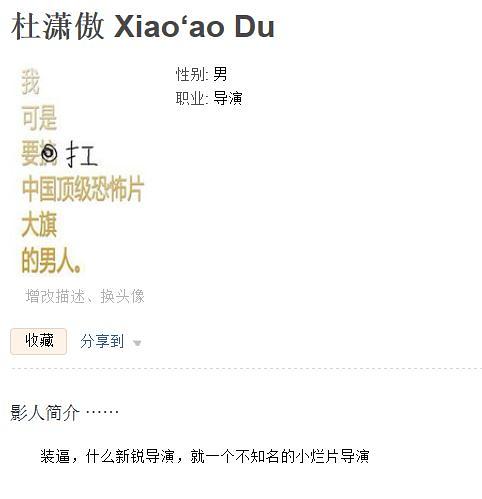 杜潇傲 Xiao‘ao Du
性别: 男
职业: 导演
我
可是
要搞 扛
中国顶级恐怖片
大旗
的男人。
增改描述、换头像
收藏 分享到
影人简介 ······
装逼，什么新锐导演，就一个不知名的小烂片导演